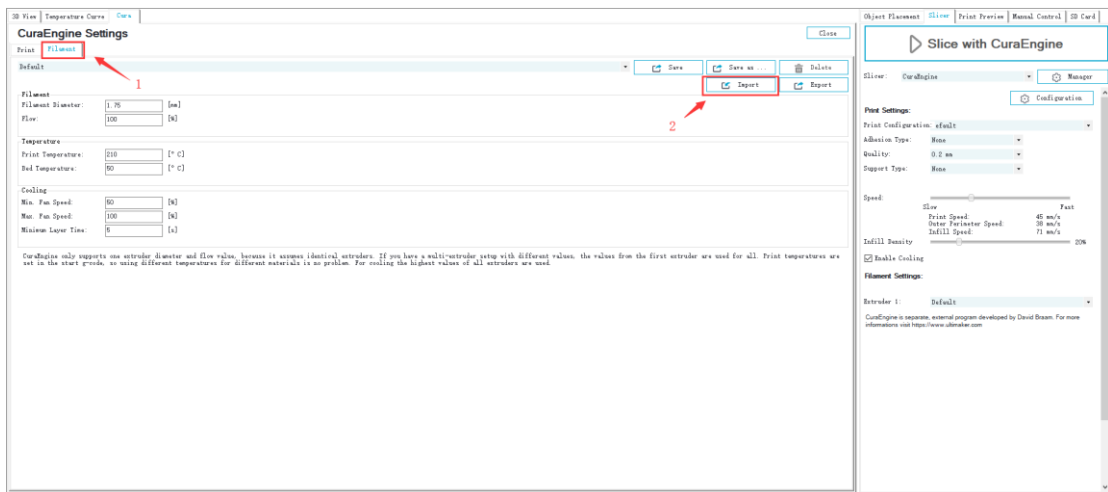 3D View Temperature Curve Cura
CuraEngine Settings
Close
Print Filament
Default
Save Save as ... Delete
Import Export
1
2
Filament
Filament Diameter: 1.75 [mm]
Flow: 100 [%]
Temperature
Print Temperature: 210 [° C]
Bed Temperature: 50 [° C]
Cooling
Min. Fan Speed: 50 [%]
Max. Fan Speed: 100 [%]
Minimum Layer Time: 5 [s]
CuraEngine only supports one extruder diameter and flow value, because it assumes identical extruders. If you have a multi-extruder setup with different values, the values from the first extruder are used for all. Print temperatures are
set in the start g-code, so using different temperatures for different materials is no problem. For cooling the highest values of all extruders are used.
Object Placement Slicer Print Preview Manual Control SD Card
Slice with CuraEngine
Slicer: CuraEngine Manager
Configuration
Print Settings:
Print Configuration: efault
Adhesion Type: None
Quality: 0.2 mm
Support Type: None
Speed:
Slow Fast
Print Speed: 45 mm/s
Outer Perimeter Speed: 38 mm/s
Infill Speed: 71 mm/s
Infill Density 20%
Enable Cooling
Filament Settings:
Extruder 1: Default
CuraEngine is separate, external program developed by David Braam. For more
informations visit https://www.ultimaker.com